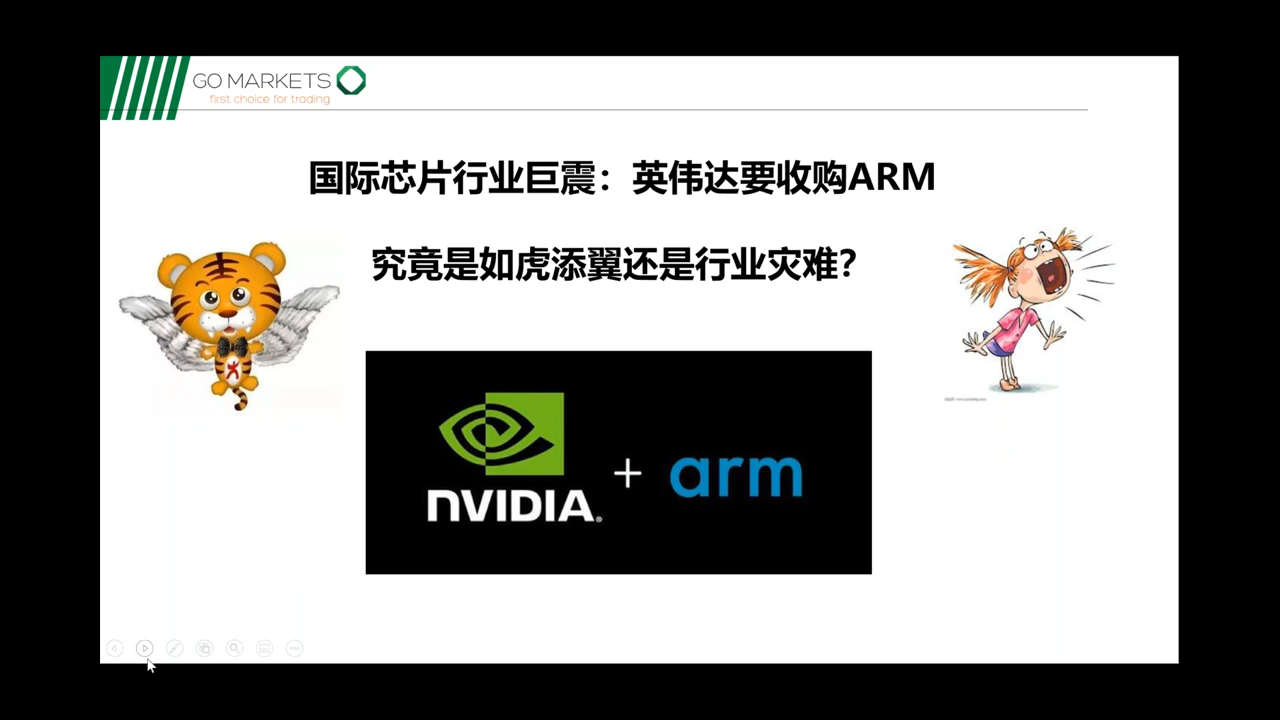 GO MARKETS
first choice for trading
国际芯片行业巨震：英伟达要收购ARM
究竟是如虎添翼还是行业灾难？
NVIDIA®
+ arm